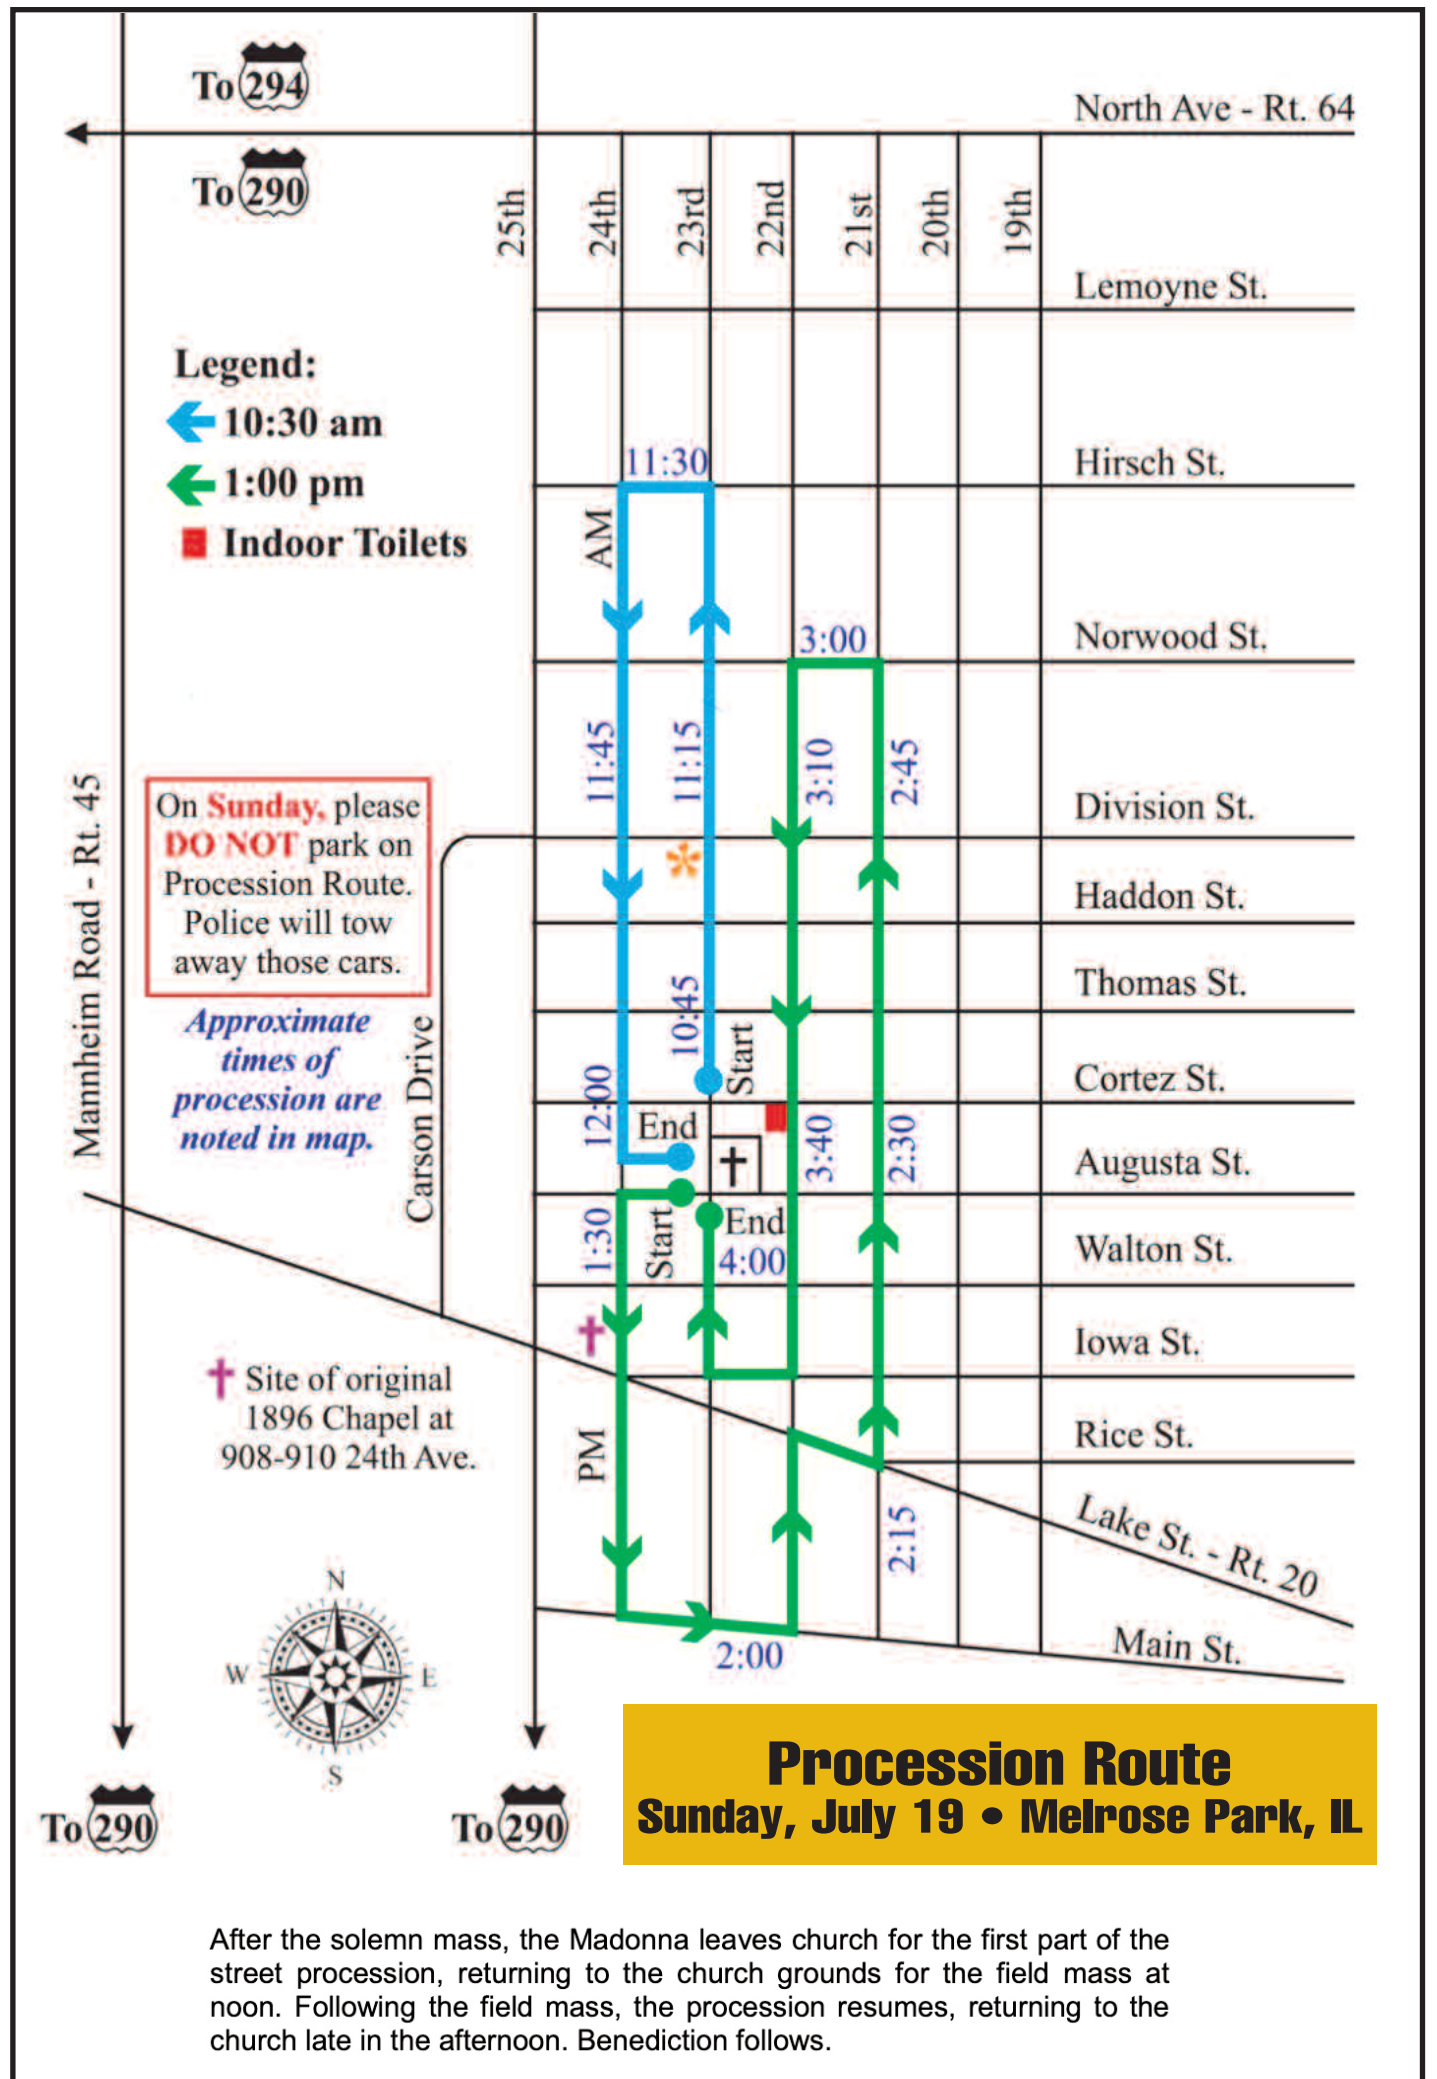 To 294
North Ave - Rt. 64
To 290
25th
24th
23rd
22nd
21st
20th
19th
Lemoyne St.
Legend:
10:30 am
1:00 pm
Indoor Toilets
11:30
Hirsch St.
AM
3:00
Norwood St.
11:45
11:15
3:10
2:45
Division St.
Mannheim Road - Rt. 45
On Sunday, please
DO NOT park on
Procession Route.
Police will tow
away those cars.
*
Haddon St.
Thomas St.
Approximate
times of
procession are
noted in map.
Carson Drive
10:45
Start
Cortez St.
12:00
End
3:40
2:30
Augusta St.
1:30
Start
End
4:00
Walton St.
Iowa St.
Site of original
1896 Chapel at
908-910 24th Ave.
PM
Rice St.
2:15
Lake St. - Rt. 20
2:00
Main St.
N
W
E
S
To 290
To 290
Procession Route
Sunday, July 19 • Melrose Park, IL
After the solemn mass, the Madonna leaves church for the first part of the
street procession, returning to the church grounds for the field mass at
noon. Following the field mass, the procession resumes, returning to the
church late in the afternoon. Benediction follows.